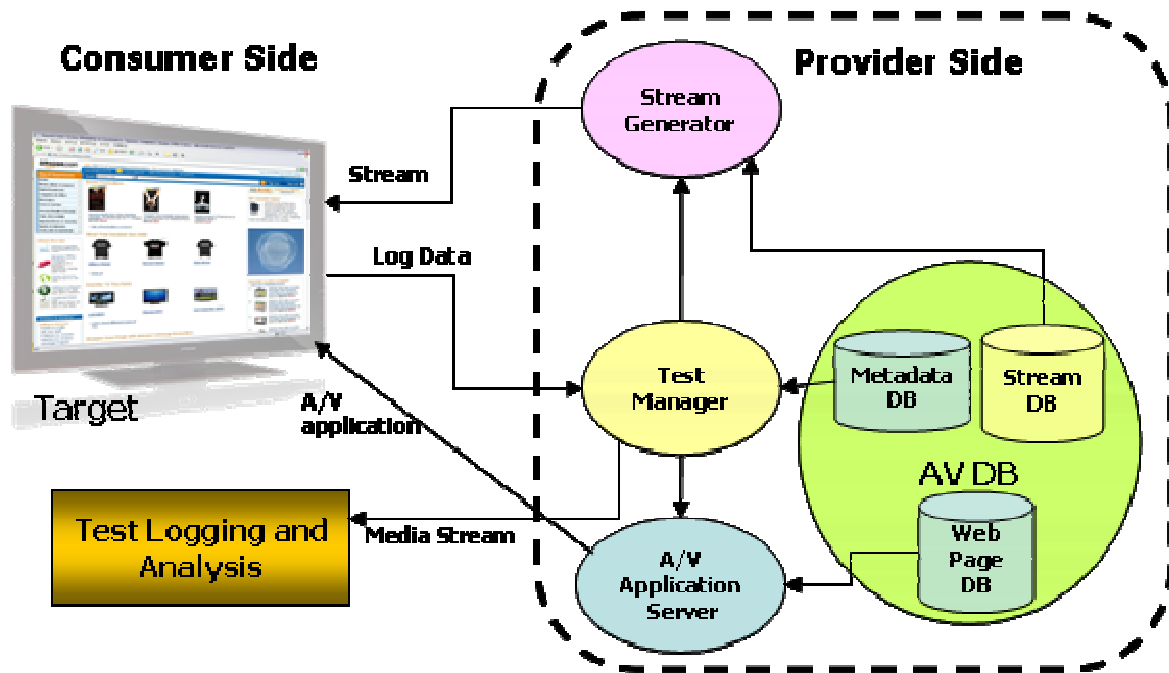 Consumer Side
Provider Side
Stream
Generator
Stream
Log Data
Test
Manager
Metadata
DB
Stream
DB
Target
A/V
application
AV DB
Test Logging and
Analysis
Media Stream
A/V
Application
Server
Web
Page
DB